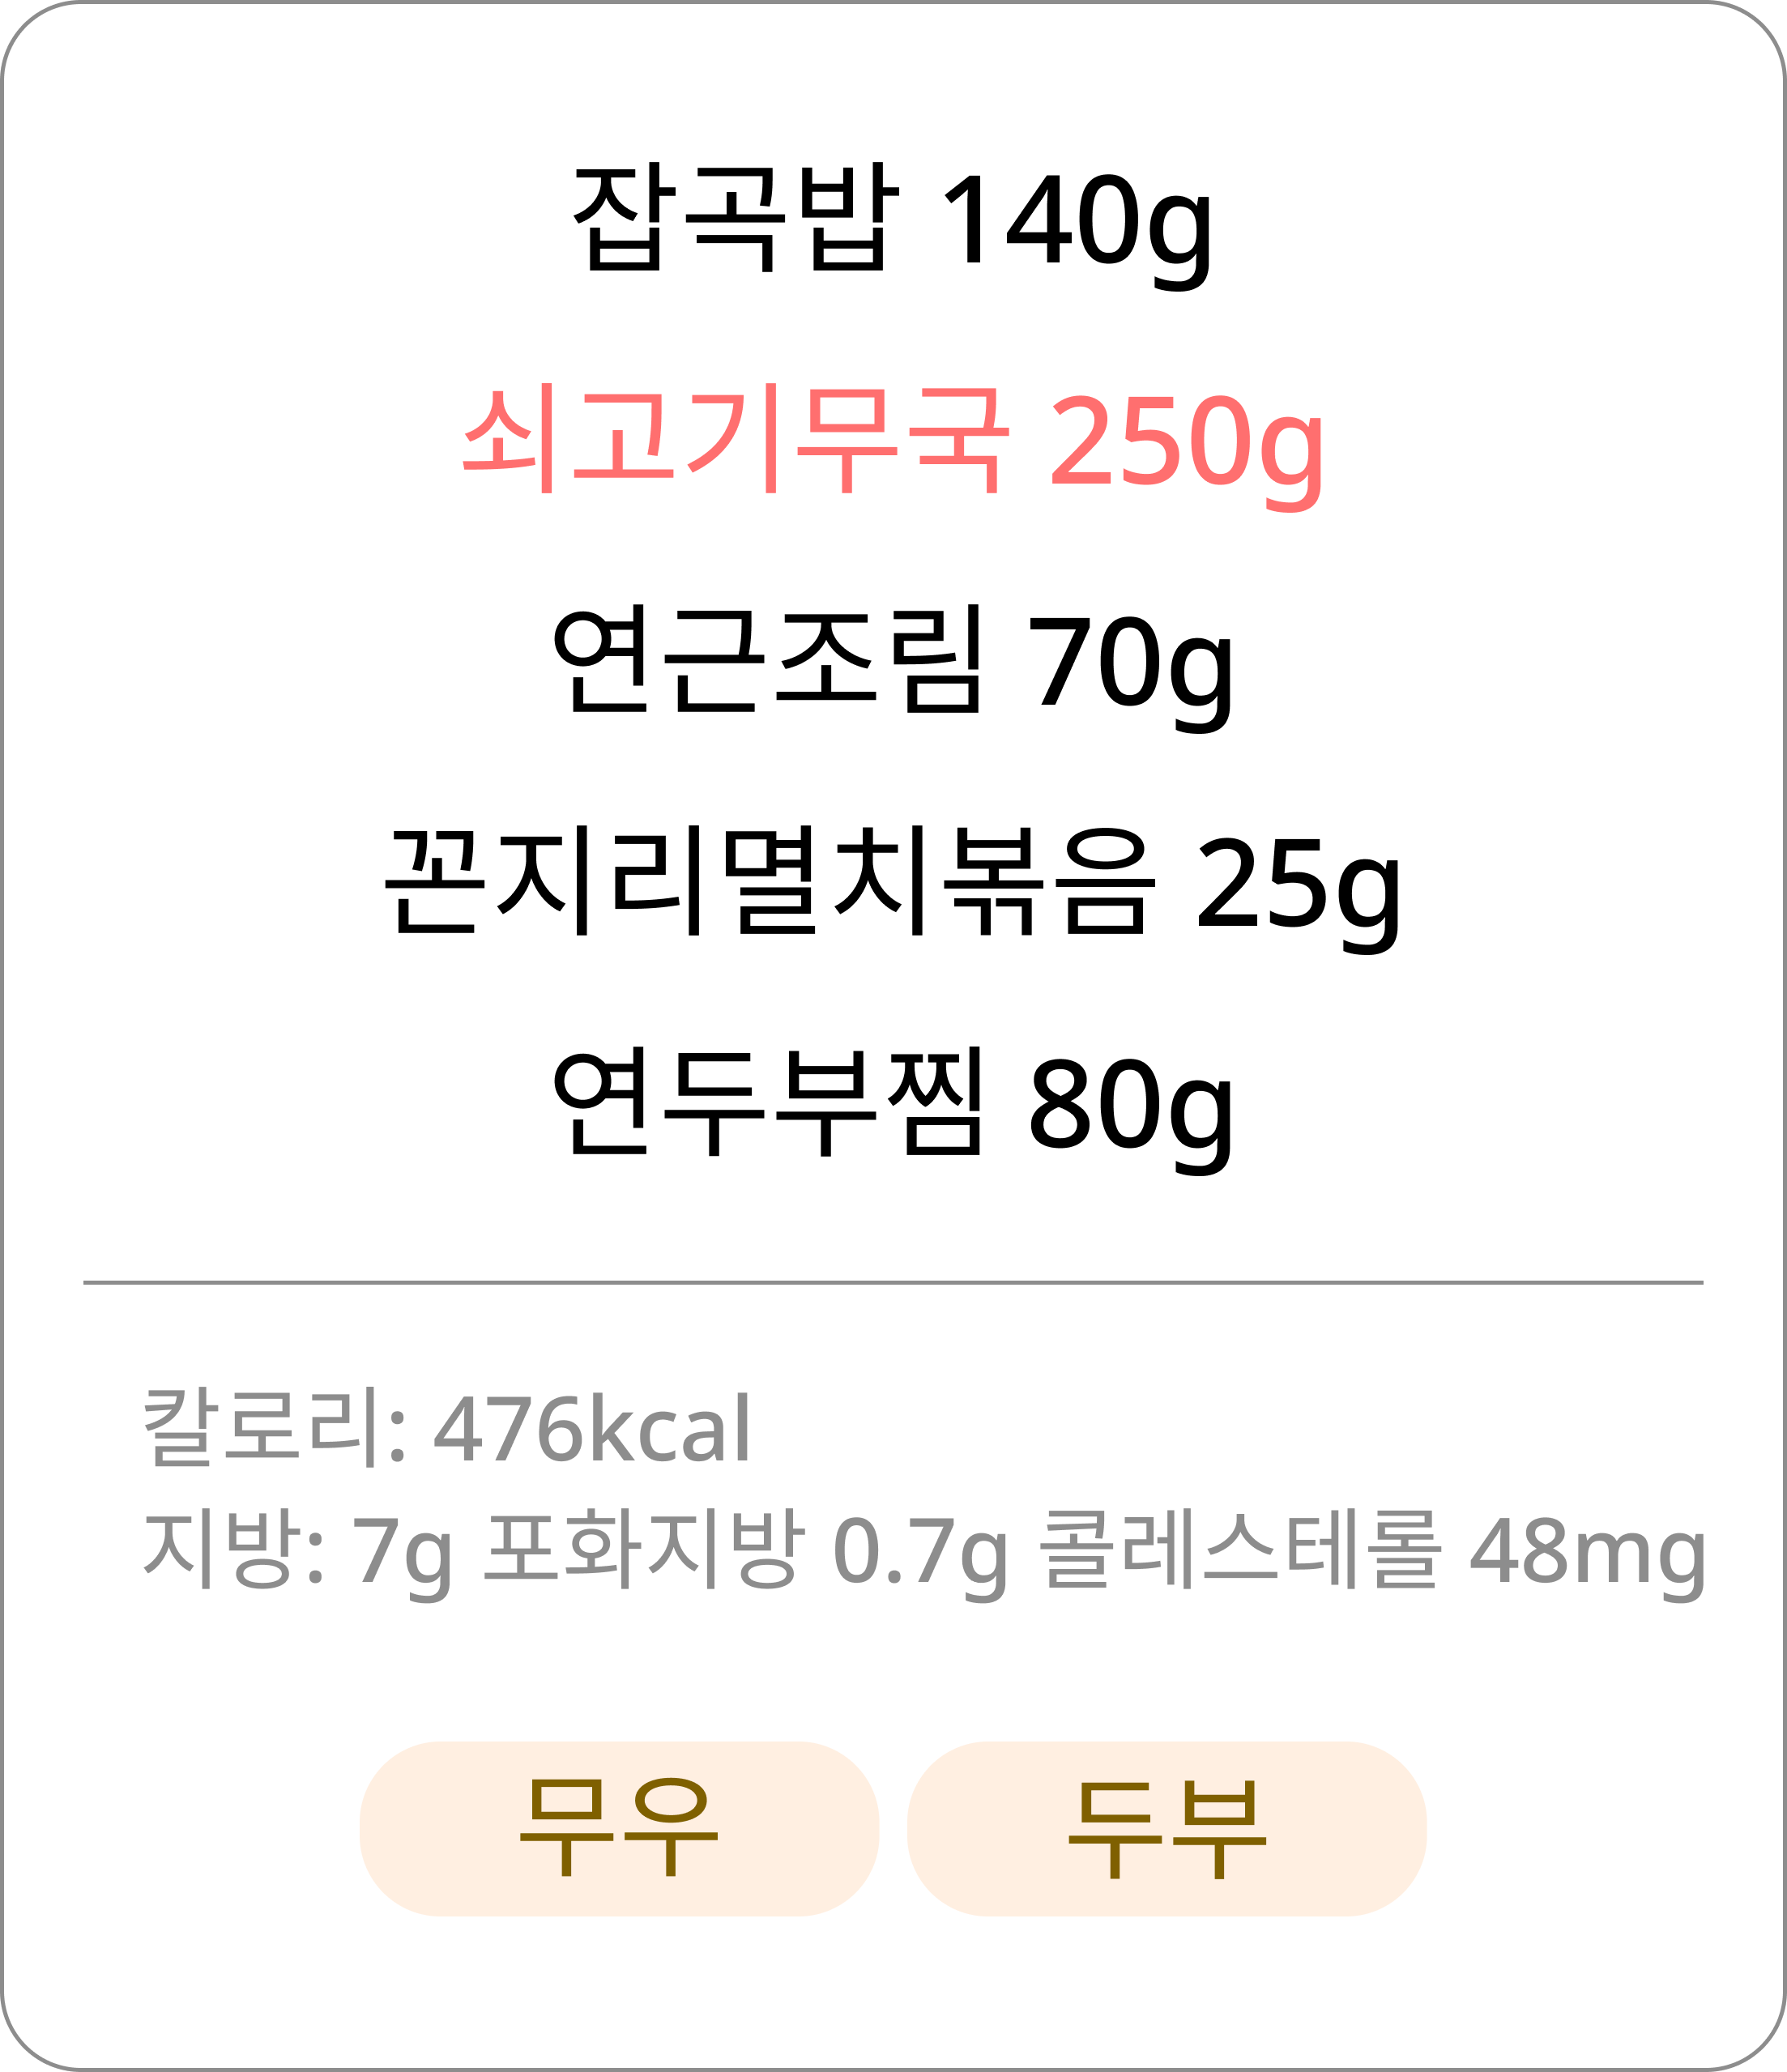 잡곡밥 140g
쇠고기무국 250g
연근조림 70g
꼰지리멸치볶음 25g
연두부찜 80g
칼로리: 476kcal
지방: 7g 포화지방 0.7g 콜레스테를 48mg
무우 두부